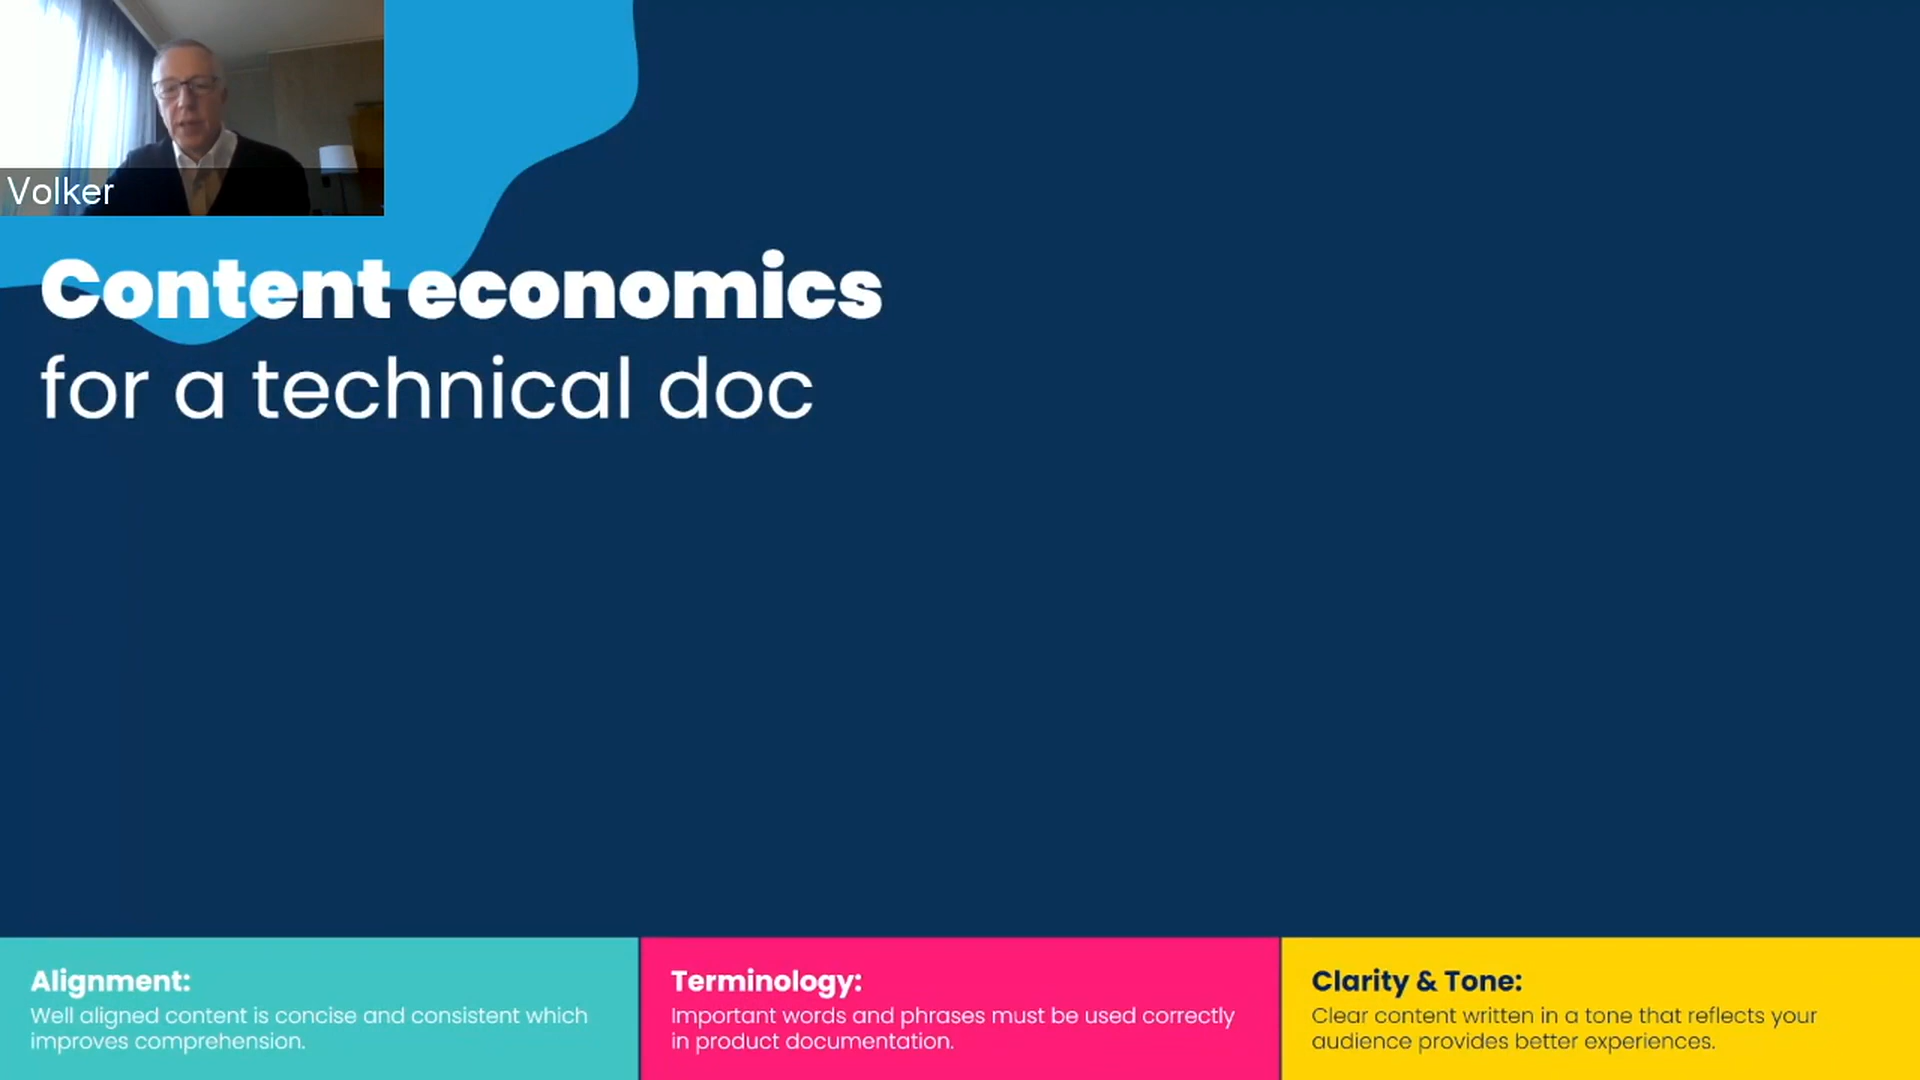 Volker
Content economics
for a technical doc
Alignment:
Well aligned content is concise and consistent which
improves comprehension.
Terminology:
Important words and phrases must be used correctly
in product documentation.
Clarity & Tone:
Clear content written in a tone that reflects your
audience provides better experiences.